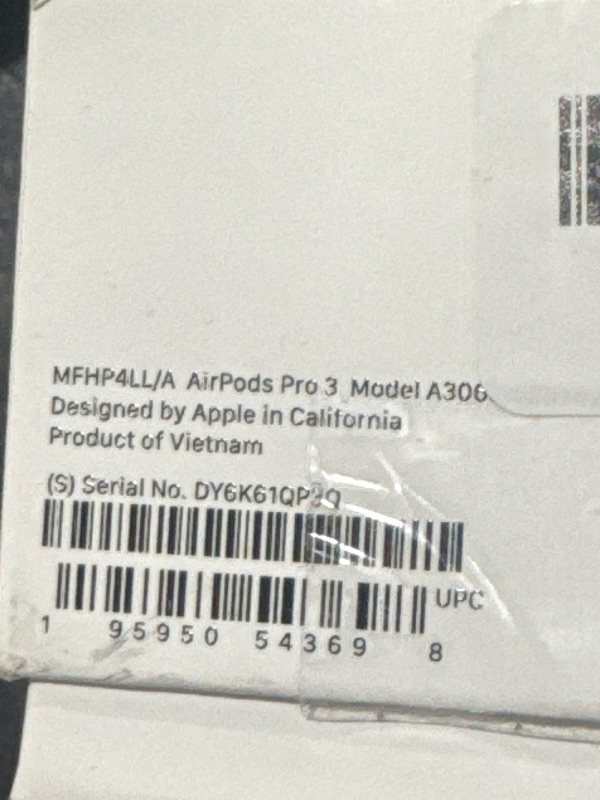 MFHP4LL/A AirPods Pro 3 Model A306
Designed by Apple in California
Product of Vietnam
(S) Serial No.
UPC
1 95950 54369 8